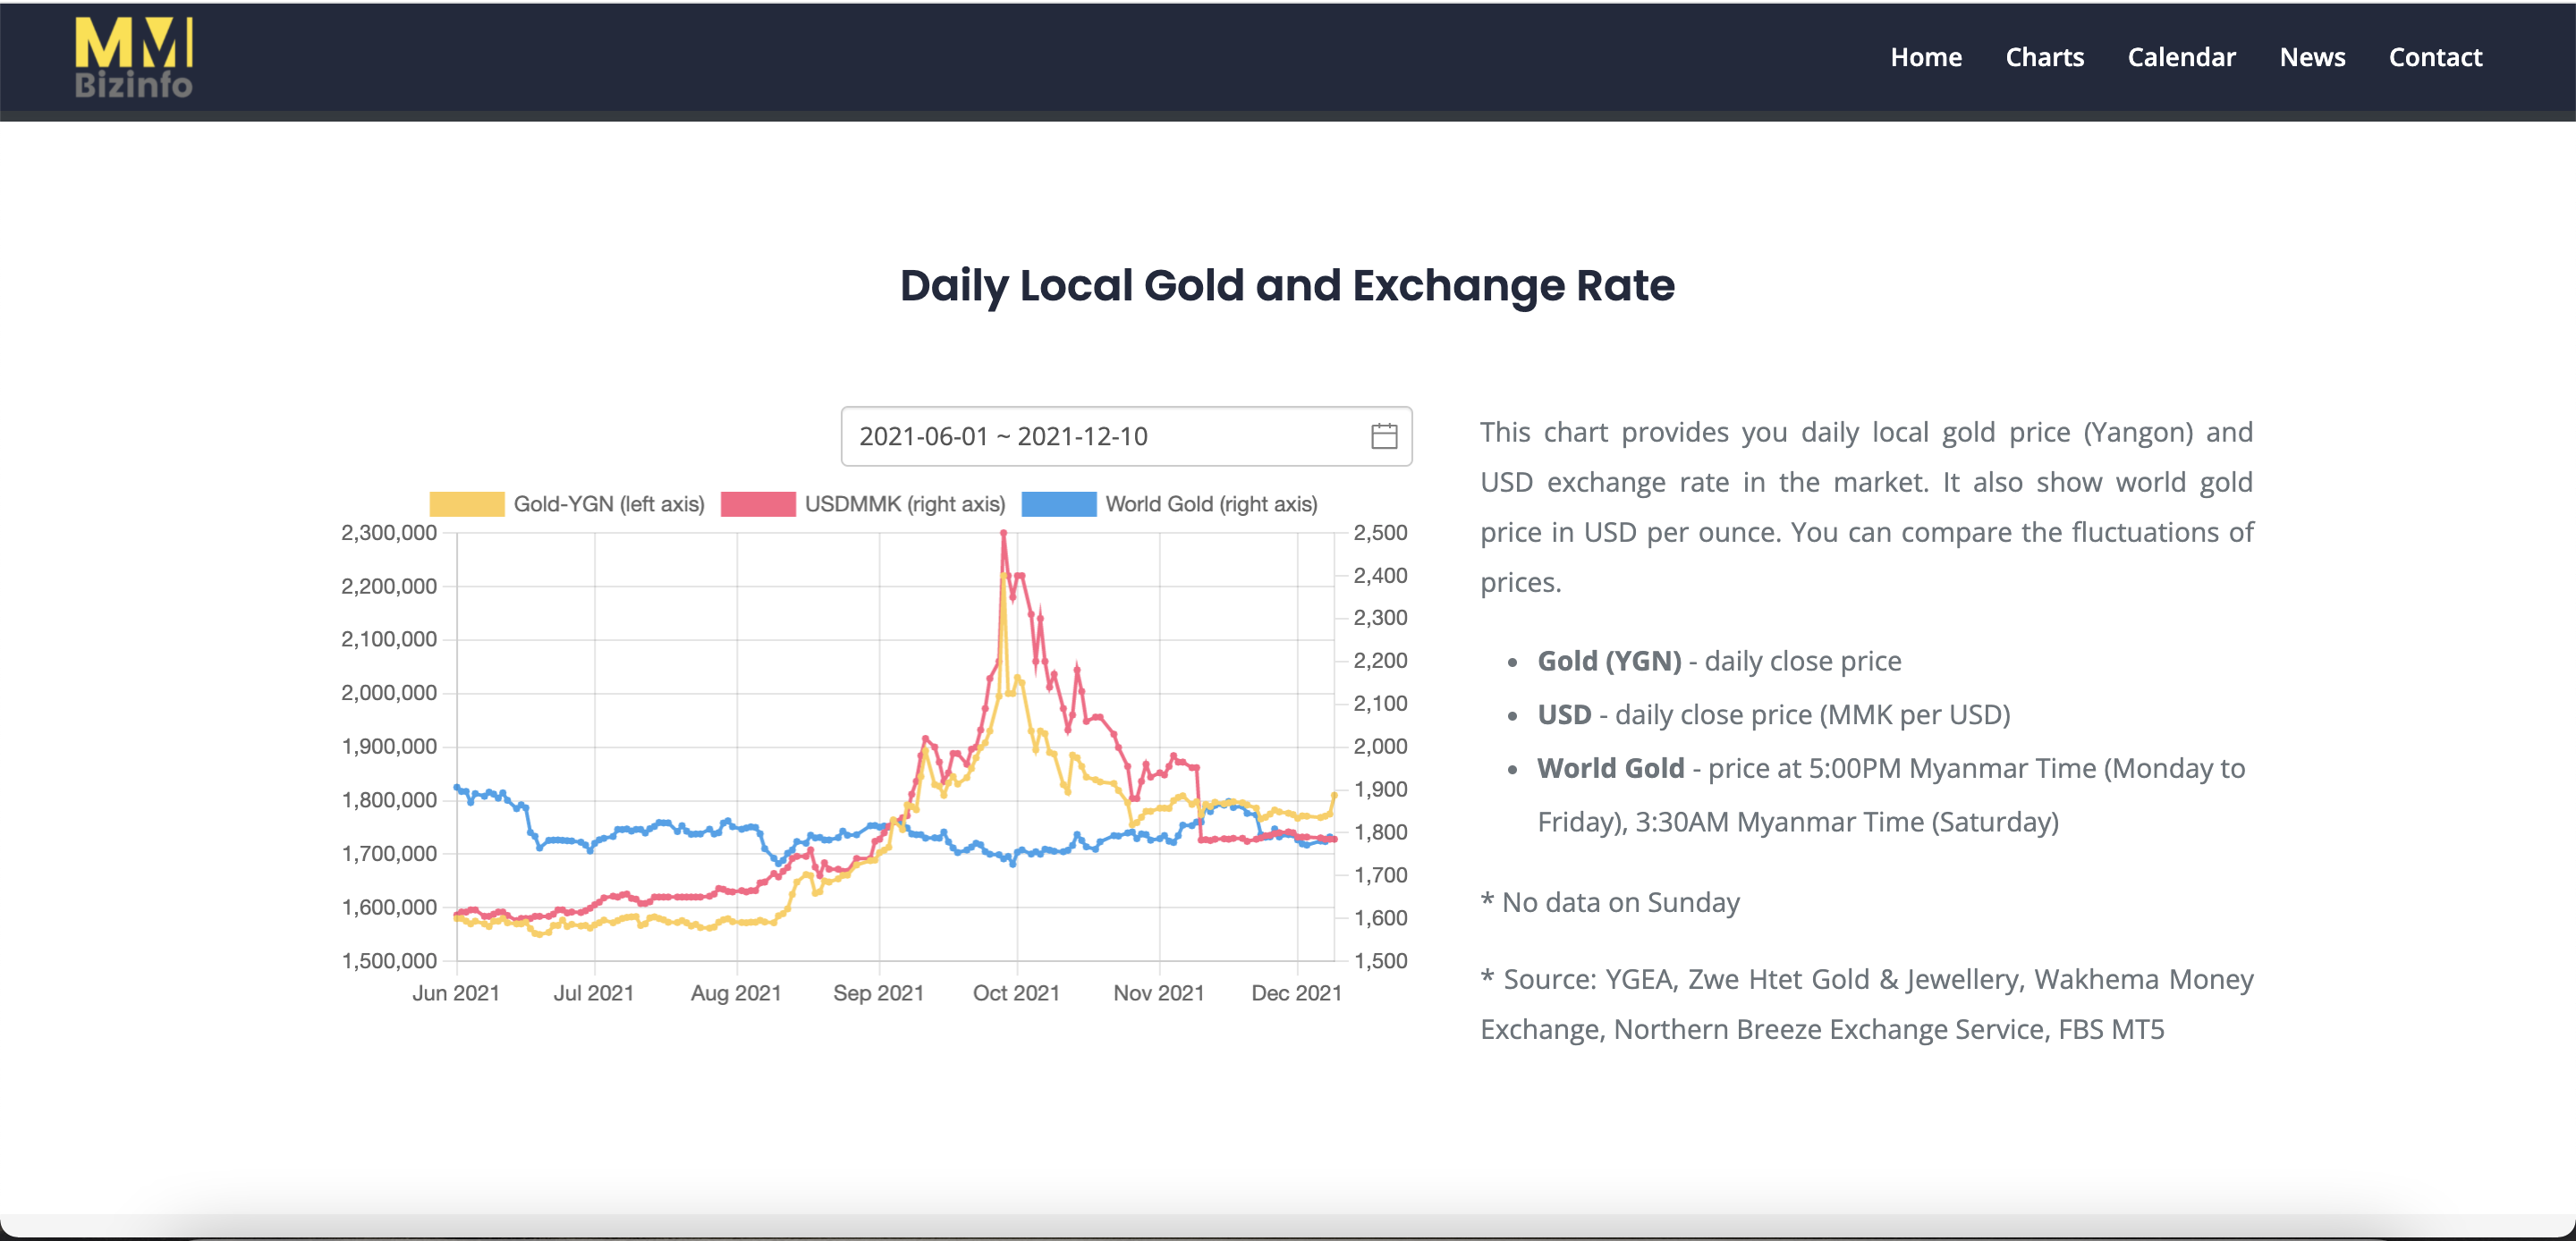 MM
Bizinfo
Home Charts Calendar News Contact
Daily Local Gold and Exchange Rate
2021-06-01 ~ 2021-12-10
Gold-YGN (left axis) USDMMK (right axis) World Gold (right axis)
2,300,000
2,200,000
2,100,000
2,000,000
1,900,000
1,800,000
1,700,000
1,600,000
1,500,000
2,500
2,400
2,300
2,200
2,100
2,000
1,900
1,800
1,700
1,600
1,500
Jun 2021 Jul 2021 Aug 2021 Sep 2021 Oct 2021 Nov 2021 Dec 2021
This chart provides you daily local gold price (Yangon) and
USD exchange rate in the market. It also show world gold
price in USD per ounce. You can compare the fluctuations of
prices.
• Gold (YGN) - daily close price
• USD - daily close price (MMK per USD)
• World Gold - price at 5:00PM Myanmar Time (Monday to
Friday), 3:30AM Myanmar Time (Saturday)
* No data on Sunday
* Source: YGEA, Zwe Htet Gold & Jewellery, Wakhema Money
Exchange, Northern Breeze Exchange Service, FBS MT5